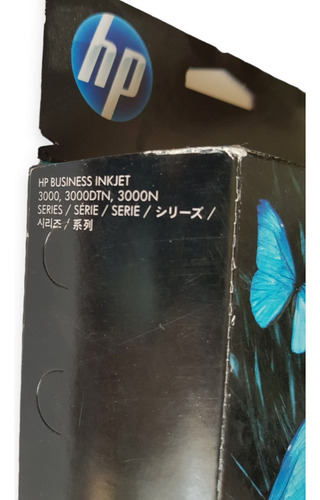 hp
HP BUSINESS INKJET
3000, 3000DTN, 3000N
SERIES / SÉRIE / SERIE / シリーズ /
시리즈 / 系列